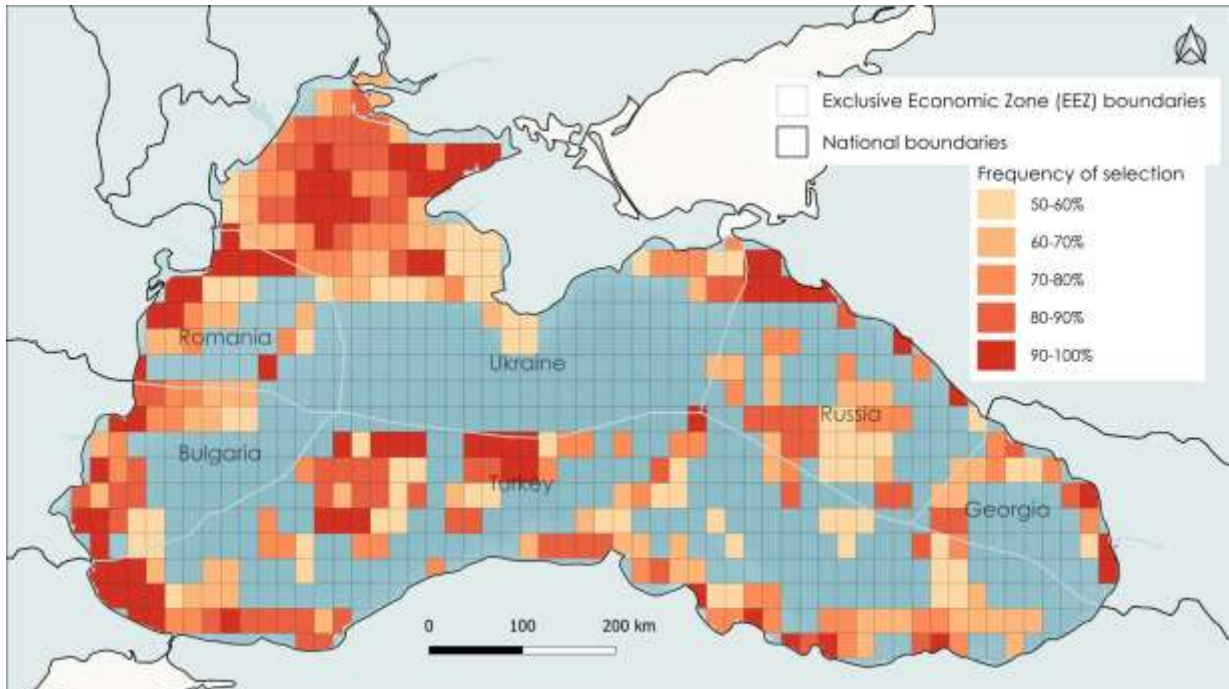 Exclusive Economic Zone (EEZ) boundaries
National boundaries
Frequency of selection
50-60%
60-70%
70-80%
80-90%
90-100%
Romania
Ukraine
Russia
Bulgaria
Turkey
Georgia
0 100 200 km